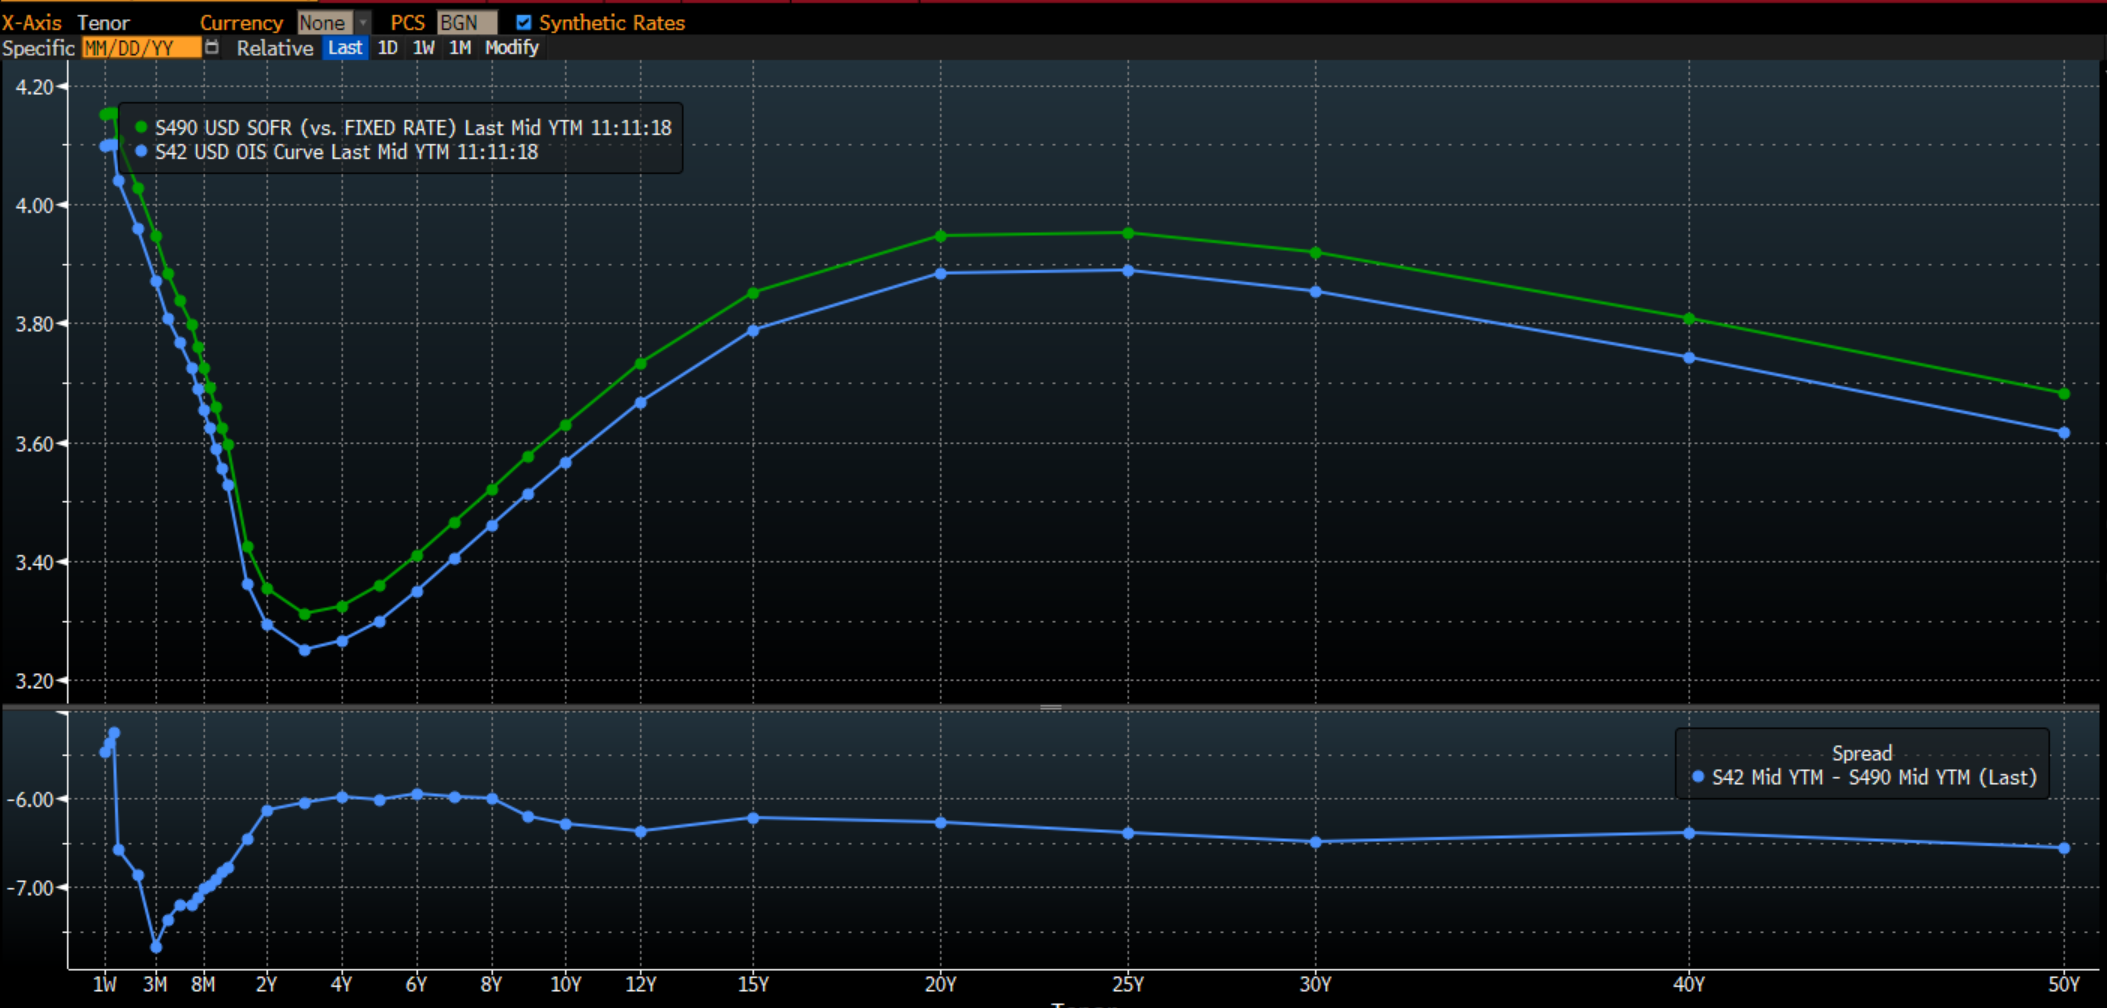 X-Axis Tenor Currency None PCS BGN Synthetic Rates
Specific MM/DD/YY Relative Last 1D 1W 1M Modify
4.20
S490 USD SOFR (vs. FIXED RATE) Last Mid YTM 11:11:18
S42 USD OIS Curve Last Mid YTM 11:11:18
4.00
3.80
3.60
3.40
3.20
Spread
S42 Mid YTM - S490 Mid YTM (Last)
-6.00
-7.00
1W 3M 8M 2Y 4Y 6Y 8Y 10Y 12Y 15Y 20Y 25Y 30Y 40Y 50Y